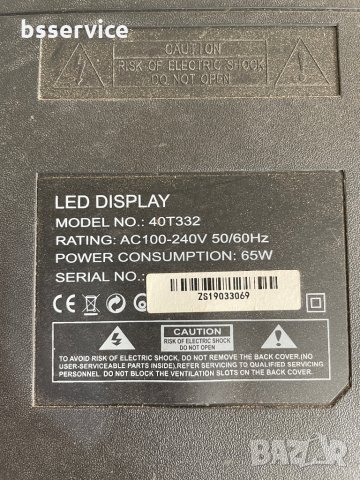 bsservice
CAUTION
RISK OF ELECTRIC SHOCK
DO NOT OPEN
LED DISPLAY
MODEL NO.: 40T332
RATING: AC100-240V 50/60Hz
POWER CONSUMPTION: 65W
SERIAL NO.:
ZS19033069
CE
CAUTION
RISK OF ELECTRIC SHOCK
DO NOT OPEN
TO AVOID RISK OF ELECTRIC SHOCK, DO NOT REMOVE THE BACK COVER.(NO
USER-SERVICEABLE PARTS INSIDE),REFER SERVICING TO QUALIFIED SERVICING
PERSONNEL. DO NOT BLOCK THE VENTILATION SLOTS ON THE BACK COVER.
BAZAR